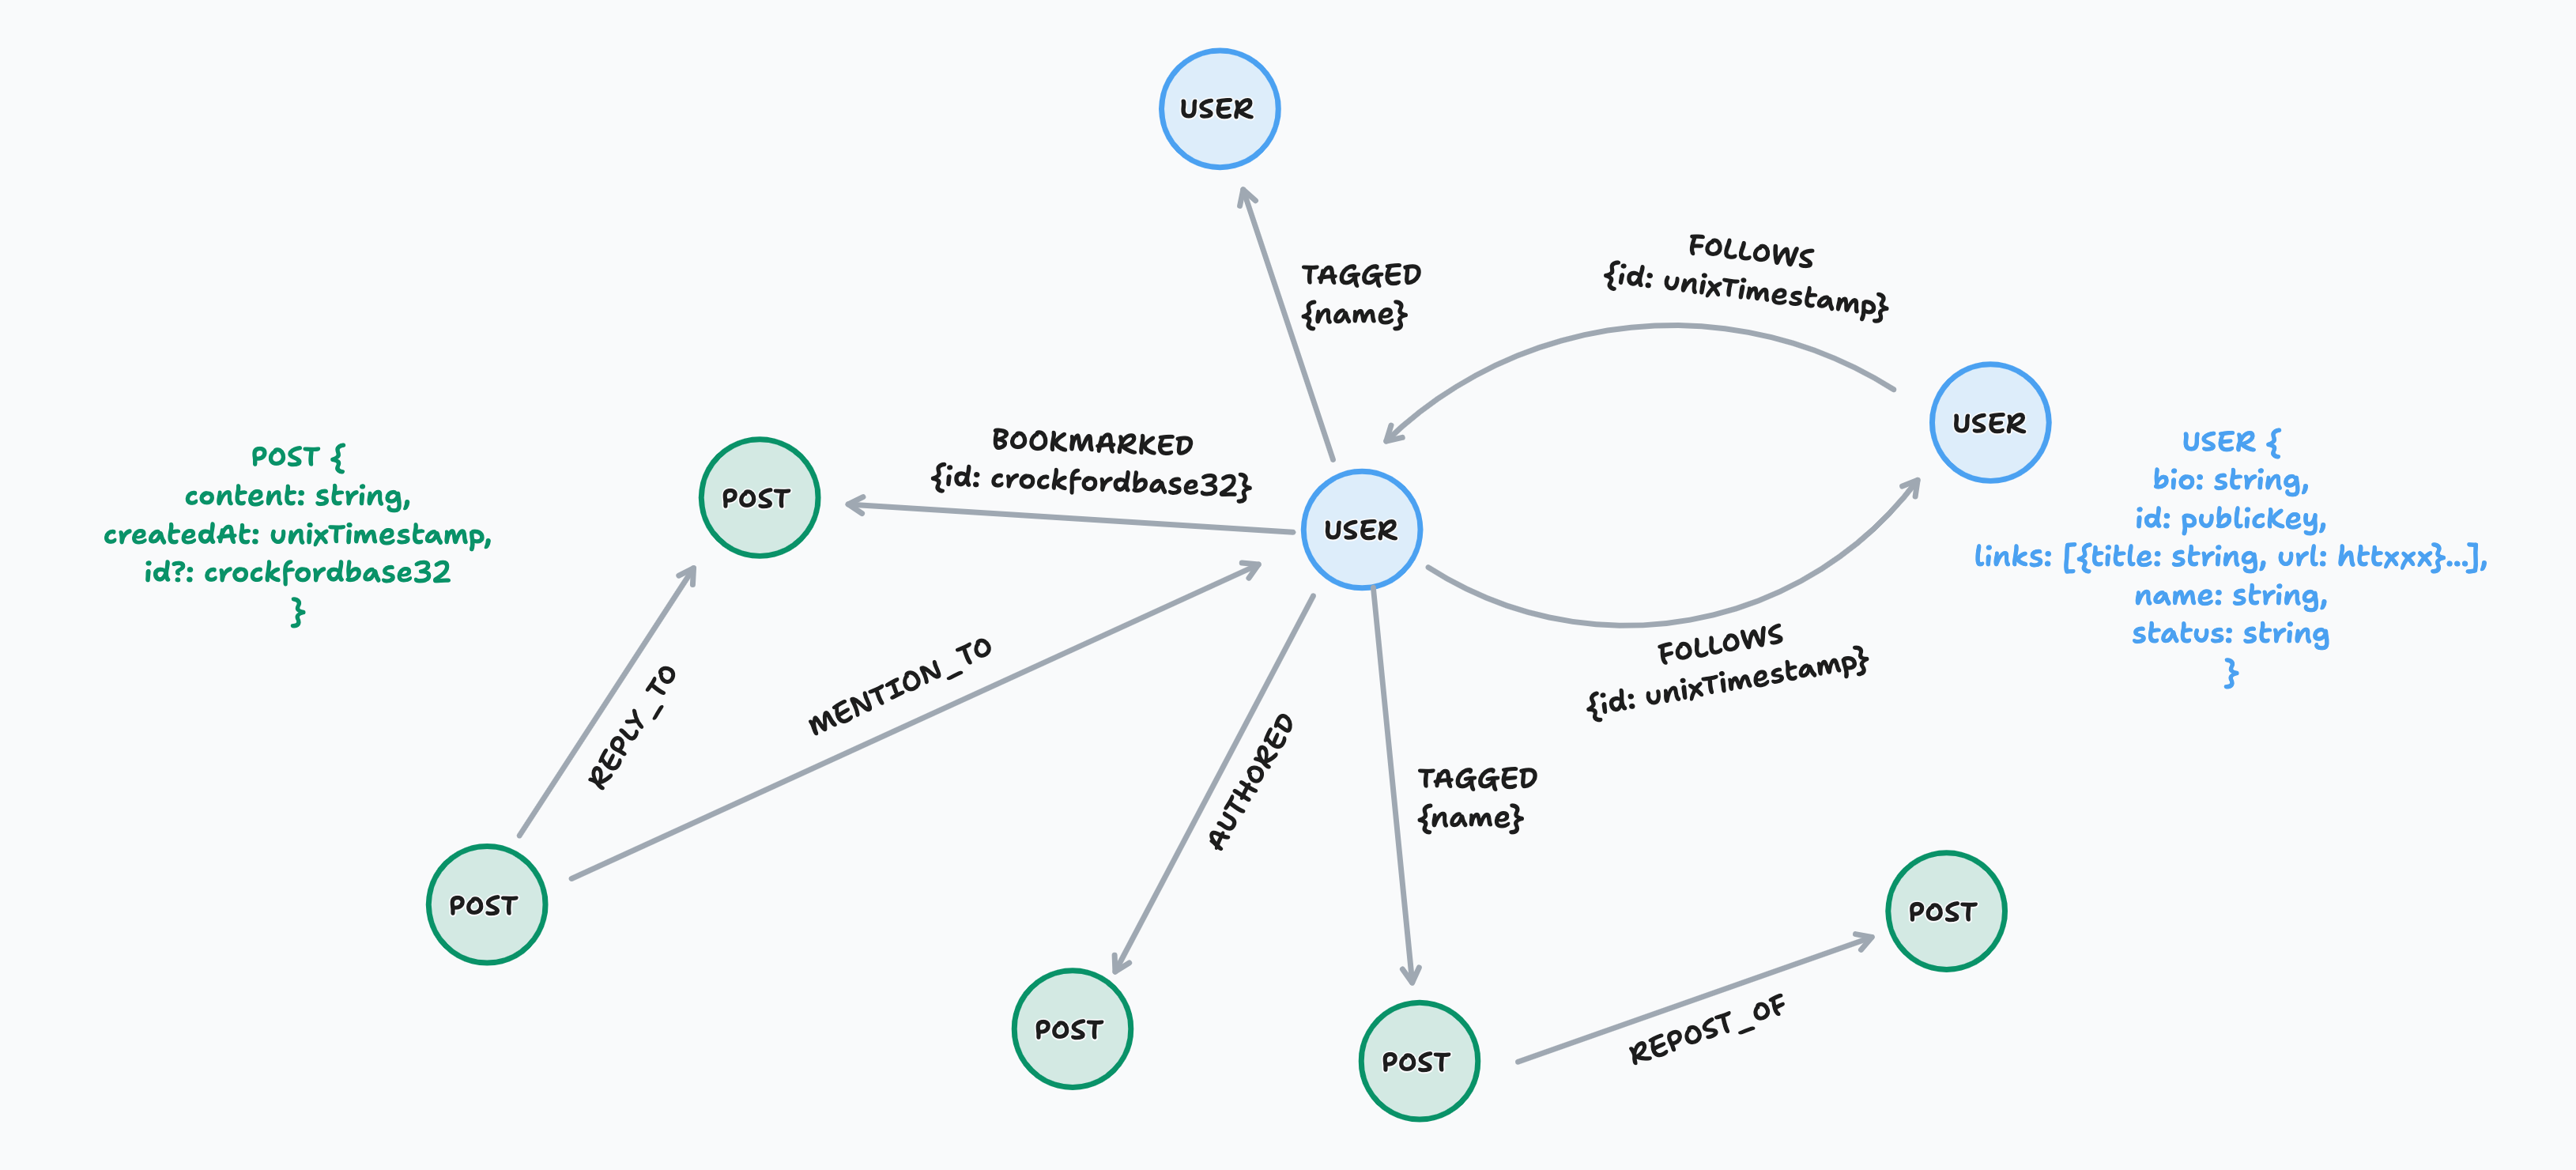 USER
TAGGED
{name}
FOLLOWS
{id: unixTimestamp}
BOOKMARKED
{id: crockfordbase32}
POST
USER
USER
POST {
content: string,
createdAt: unixTimestamp,
id?: crockfordbase32
}
USER {
bio: string,
id: publicKey,
links: [{title: string, url: httxxx}...],
name: string,
status: string
}
REPLY_TO
MENTION_TO
FOLLOWS
{id: unixTimestamp}
AUTHORED
TAGGED
{name}
POST
POST
POST
REPOST_OF
POST